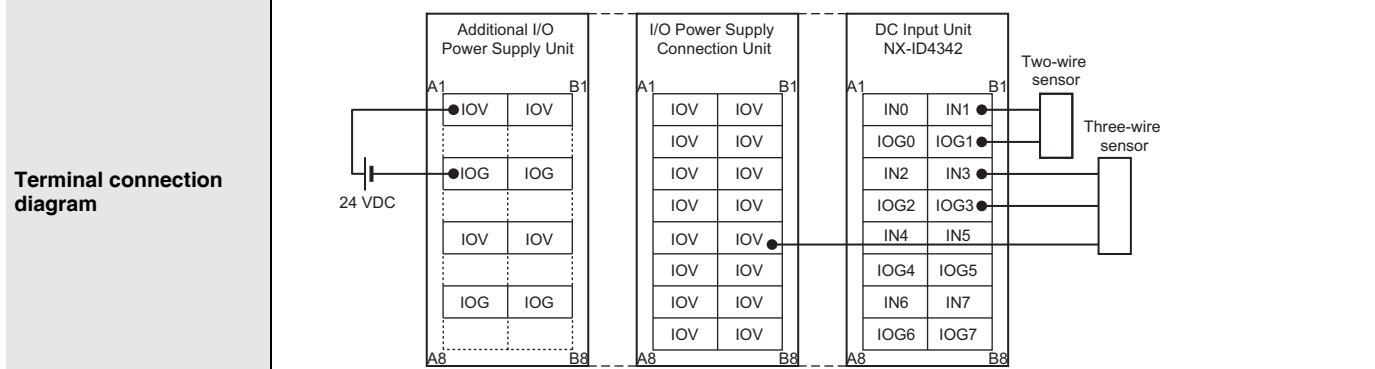 Terminal connection
diagram
Additional I/O
Power Supply Unit
A1 B1
IOV IOV
IOG IOG
IOV IOV
IOG IOG
A8 B8
24 VDC
I/O Power Supply
Connection Unit
A1 B1
IOV IOV
IOV IOV
IOV IOV
IOV IOV
IOV IOV
IOV IOV
IOV IOV
IOV IOV
A8 B8
DC Input Unit
NX-ID4342
A1 B1
IN0 IN1
IOG0 IOG1
IN2 IN3
IOG2 IOG3
IN4 IN5
IOG4 IOG5
IN6 IN7
IOG6 IOG7
A8 B8
Two-wire
sensor
Three-wire
sensor